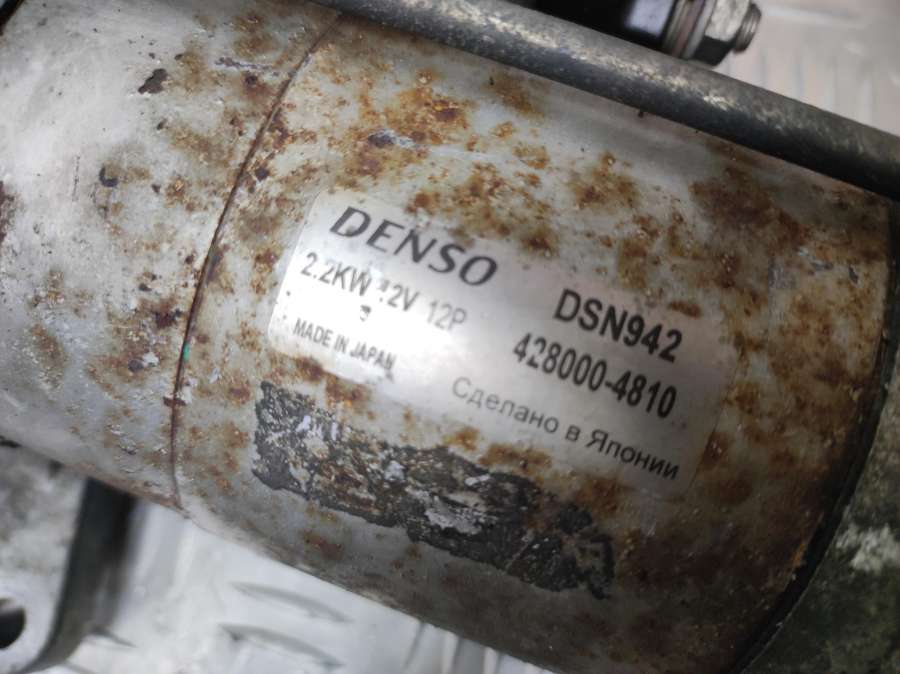 DENSO
2.2KW 12V 12P
MADE IN JAPAN
DSN942
428000-4810
Сделано в Японии